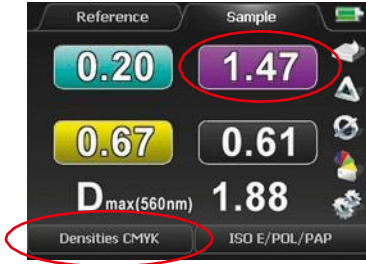 Reference Sample
0.20 1.47
0.67 0.61
Dmax(560nm) 1.88
Densities CMYK ISO E/POL/PAP